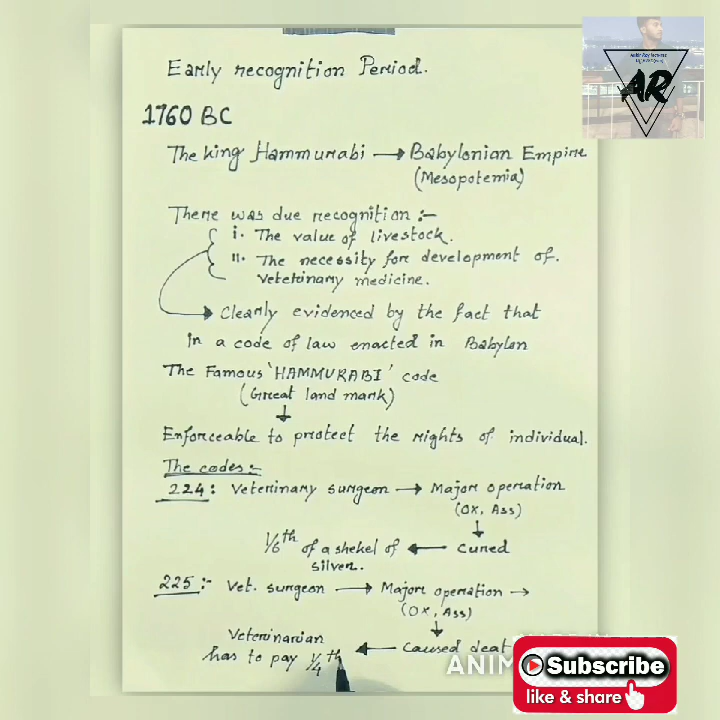 Early recognition Period.
1760 BC
The king Hammurabi → Babylonian Empire
(Mesopotemia)
There was due recognition :-
i. The value of livestock.
ii. The necessity for development of.
veterinary medicine.
→ Clearly evidenced by the fact that
in a code of law enacted in Babylon
The Famous 'HAMMURABI' code
(Great land mark)
↓
Enforceable to protect the rights of individual.
The codes:-
224: Veterinary surgeon → Major operation
(Ox, Ass)
↓
1/6th of a shekel of ← cured
silver.
225:- Vet. surgeon → Major operation →
(Ox, Ass)
↓
Veterinarian ← caused deat
has to pay 1/4 th
ANIM
AR
Subscribe
like & share